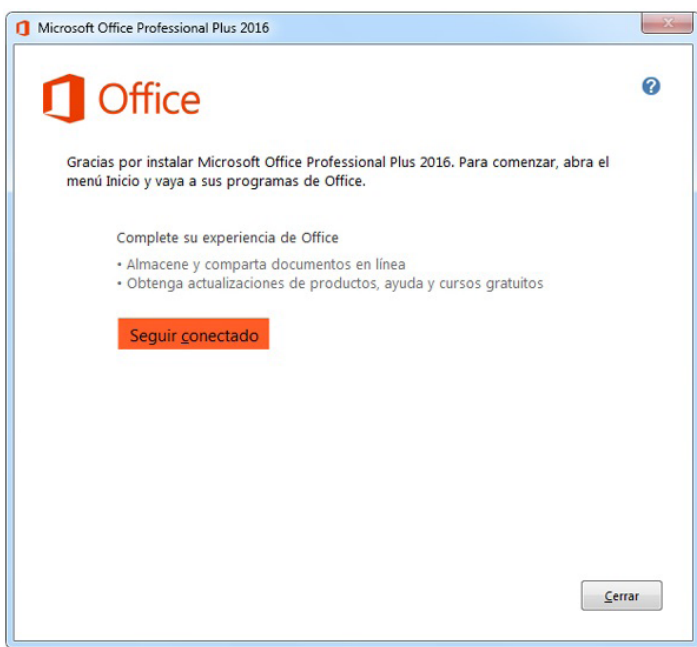 Microsoft Office Professional Plus 2016
Office
Gracias por instalar Microsoft Office Professional Plus 2016. Para comenzar, abra el
menú Inicio y vaya a sus programas de Office.
Complete su experiencia de Office
• Almacene y comparta documentos en línea
• Obtenga actualizaciones de productos, ayuda y cursos gratuitos
Seguir conectado
Cerrar